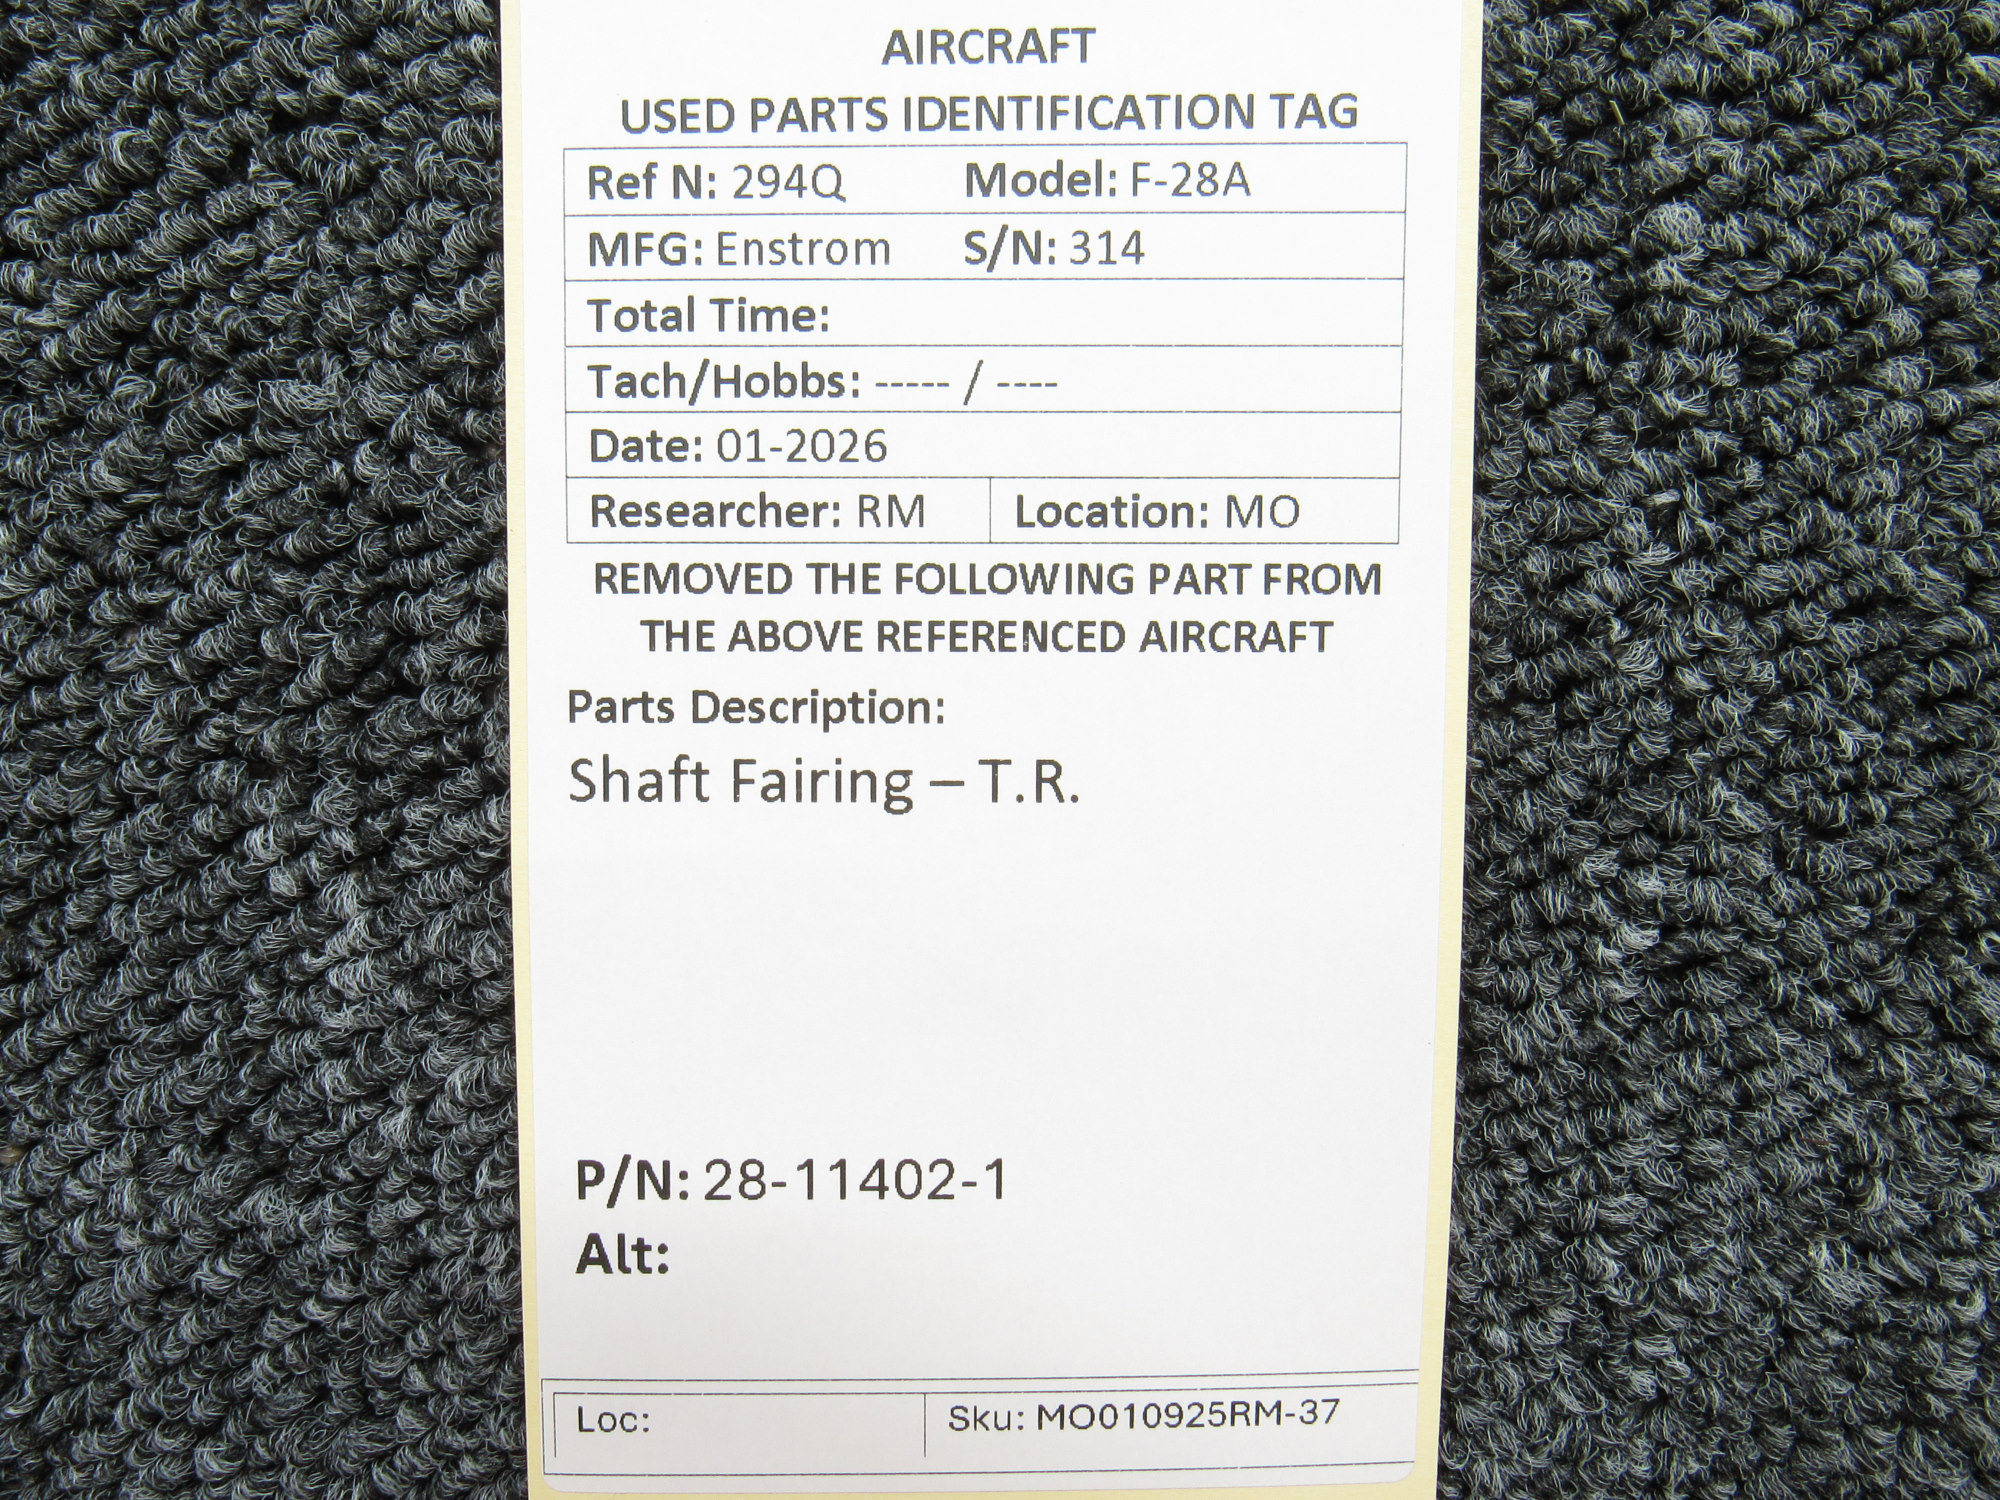 AIRCRAFT
USED PARTS IDENTIFICATION TAG
Ref N: 294Q Model: F-28A
MFG: Enstrom S/N: 314
Total Time:
Tach/Hobbs: ----- / ----
Date: 01-2026
Researcher: RM Location: MO
REMOVED THE FOLLOWING PART FROM
THE ABOVE REFERENCED AIRCRAFT
Parts Description:
Shaft Fairing – T.R.
P/N: 28-11402-1
Alt:
Loc: Sku: MO010925RM-37